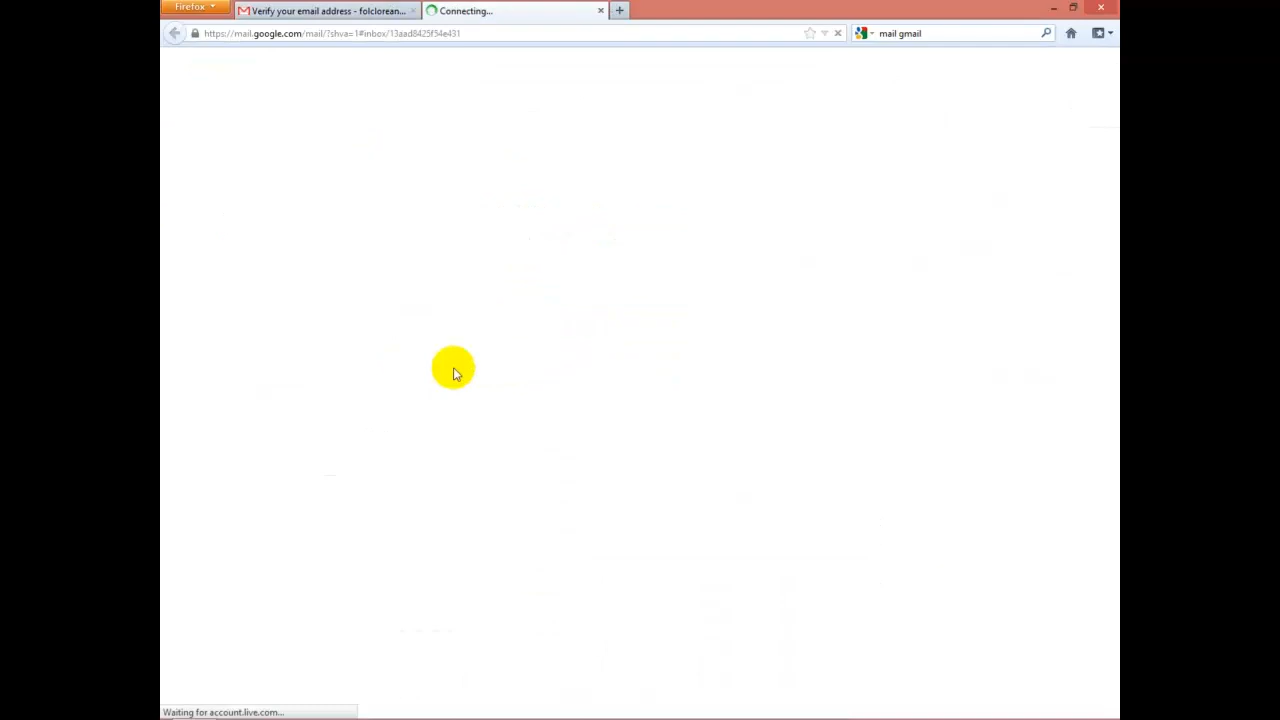 Firefox
Verify your email address - folclorean...
Connecting...
https://mail.google.com/mail/?shva=1#inbox/13aad8425f54e431
mail gmail
Waiting for account.live.com...